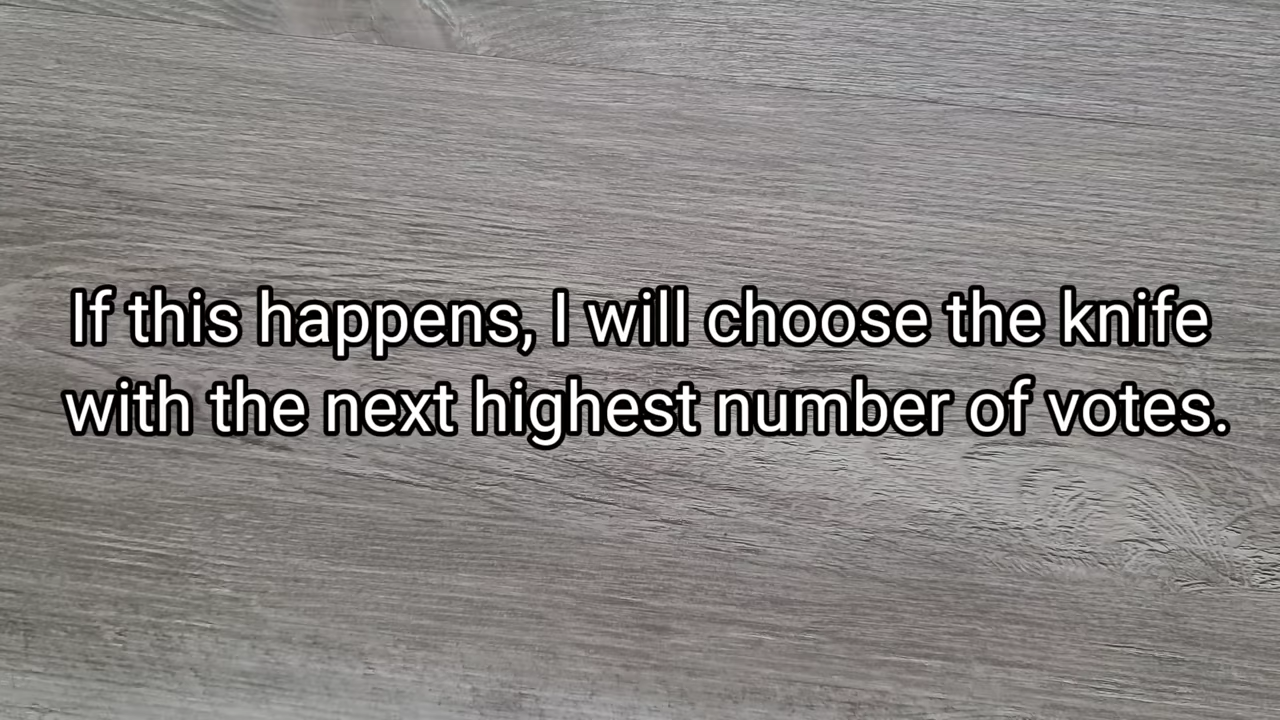 If this happens, I will choose the knife
with the next highest number of votes.